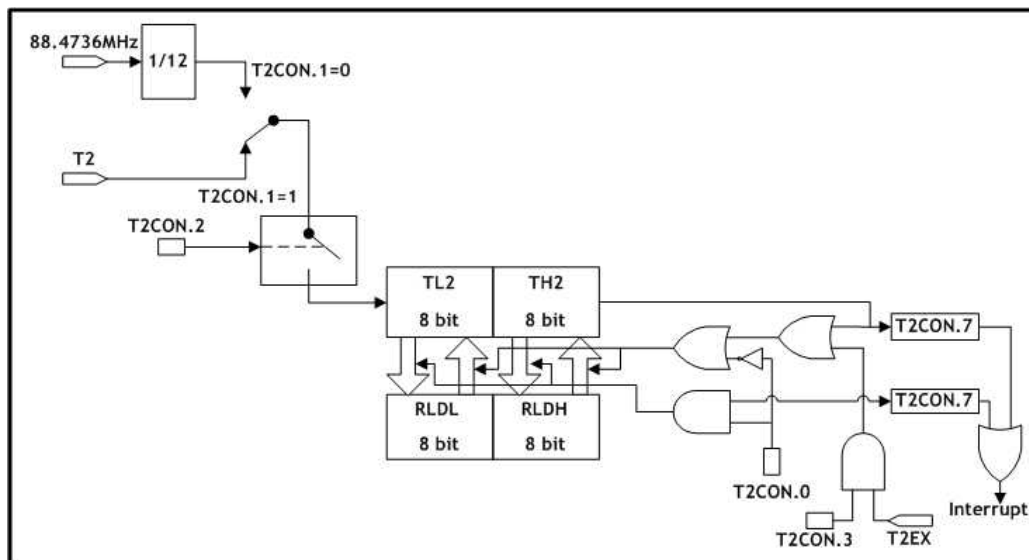 88.4736MHz
1/12
T2CON.1=0
T2
T2CON.1=1
T2CON.2
TL2
8 bit
TH2
8 bit
T2CON.7
RLDL
8 bit
RLDH
8 bit
T2CON.7
T2CON.0
Interrupt
T2CON.3
T2EX